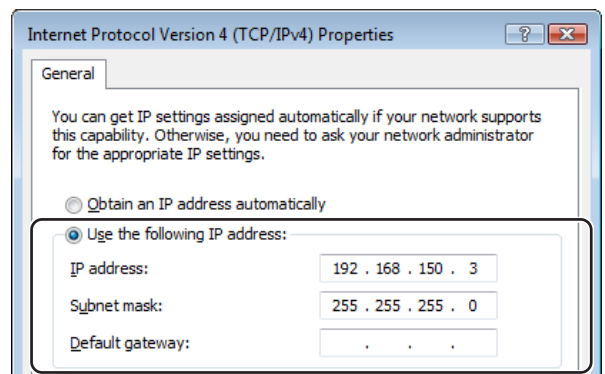 Internet Protocol Version 4 (TCP/IPv4) Properties
General
You can get IP settings assigned automatically if your network supports
this capability. Otherwise, you need to ask your network administrator
for the appropriate IP settings.
Obtain an IP address automatically
Use the following IP address:
IP address: 192 . 168 . 150 . 3
Subnet mask: 255 . 255 . 255 . 0
Default gateway: . . .